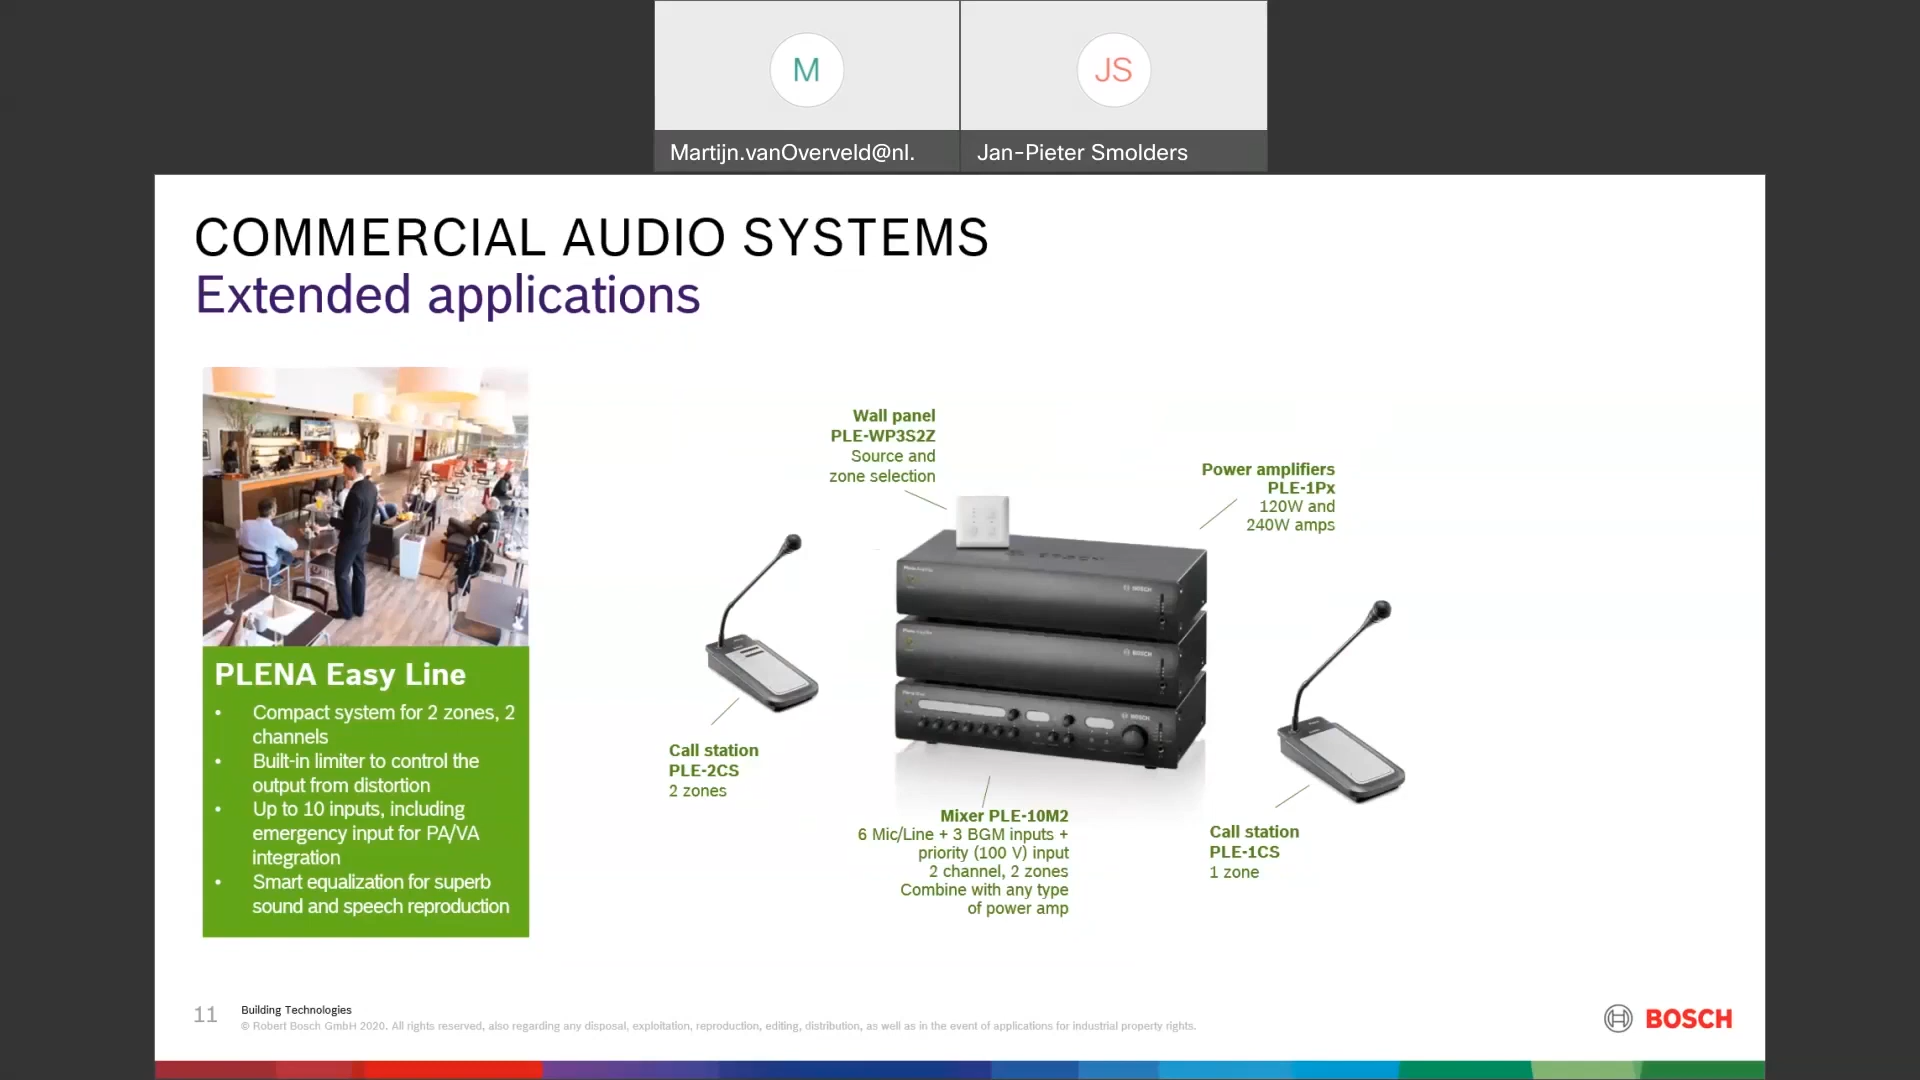 M
JS
Martijn.vanOverveld@nl.
Jan-Pieter Smolders
COMMERCIAL AUDIO SYSTEMS
Extended applications
Wall panel
PLE-WP3S2Z
Source and
zone selection
Power amplifiers
PLE-1Px
120W and
240W amps
BOSCH
BOSCH
BOSCH
PLENA Easy Line
• Compact system for 2 zones, 2
channels
• Built-in limiter to control the
output from distortion
• Up to 10 inputs, including
emergency input for PA/VA
integration
• Smart equalization for superb
sound and speech reproduction
Call station
PLE-2CS
2 zones
Mixer PLE-10M2
6 Mic/Line + 3 BGM inputs +
priority (100 V) input
2 channel, 2 zones
Combine with any type
of power amp
Call station
PLE-1CS
1 zone
11
Building Technologies
© Robert Bosch GmbH 2020. All rights reserved, also regarding any disposal, exploitation, reproduction, editing, distribution, as well as in the event of applications for industrial property rights.
BOSCH